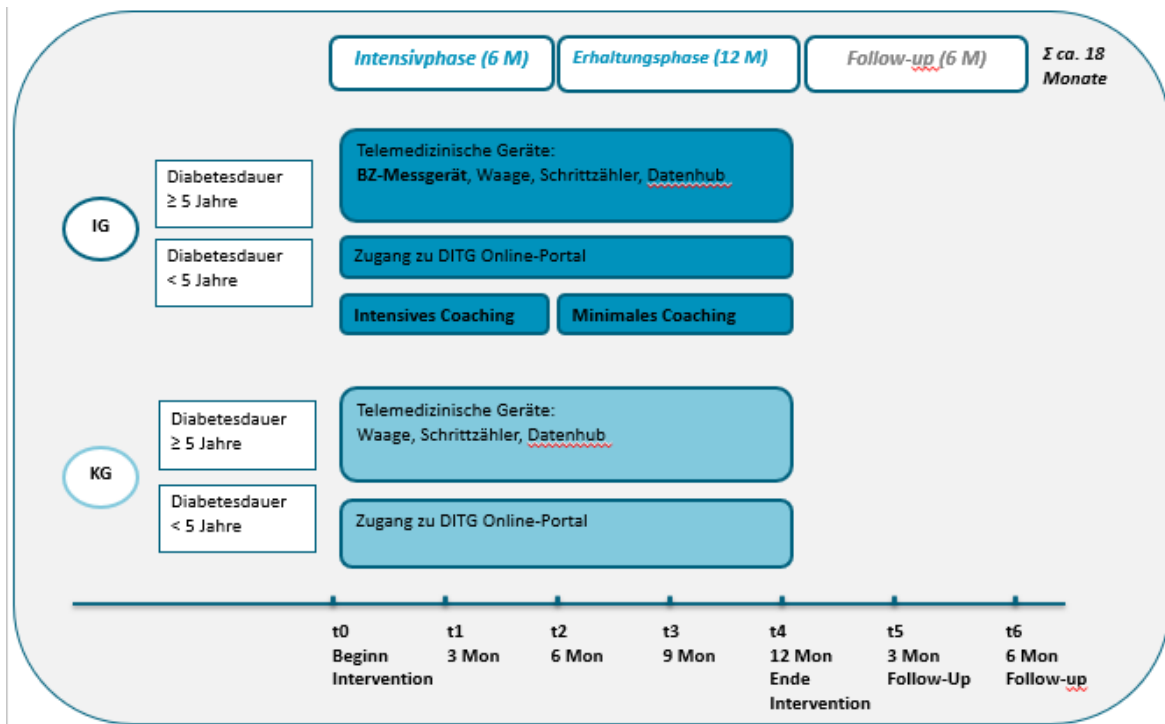 Intensivphase (6 M)
Erhaltungsphase (12 M)
Follow-up (6 M)
Σ ca. 18
Monate
IG
Diabetesdauer
≥ 5 Jahre
Diabetesdauer
< 5 Jahre
Telemedizinische Geräte:
BZ-Messgerät, Waage, Schrittzähler, Datenhub
Zugang zu DITG Online-Portal
Intensives Coaching
Minimales Coaching
KG
Diabetesdauer
≥ 5 Jahre
Diabetesdauer
< 5 Jahre
Telemedizinische Geräte:
Waage, Schrittzähler, Datenhub
Zugang zu DITG Online-Portal
t0
Beginn
Intervention
t1
3 Mon
t2
6 Mon
t3
9 Mon
t4
12 Mon
Ende
Intervention
t5
3 Mon
Follow-Up
t6
6 Mon
Follow-up